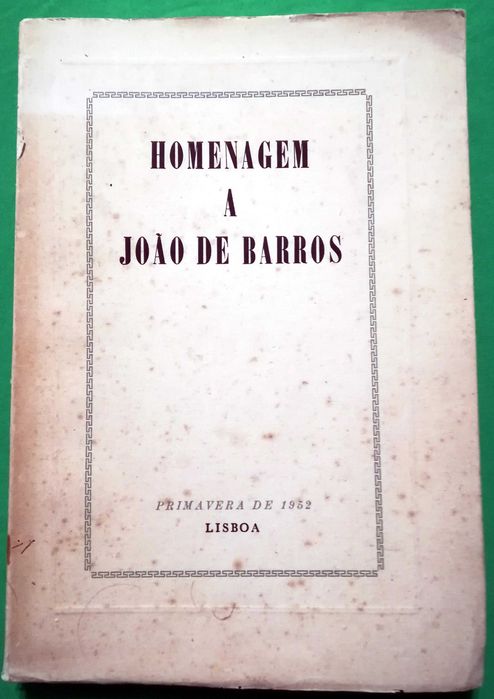 HOMENAGEM
A
JOÃO DE BARROS
PRIMAVERA DE 1952
LISBOA